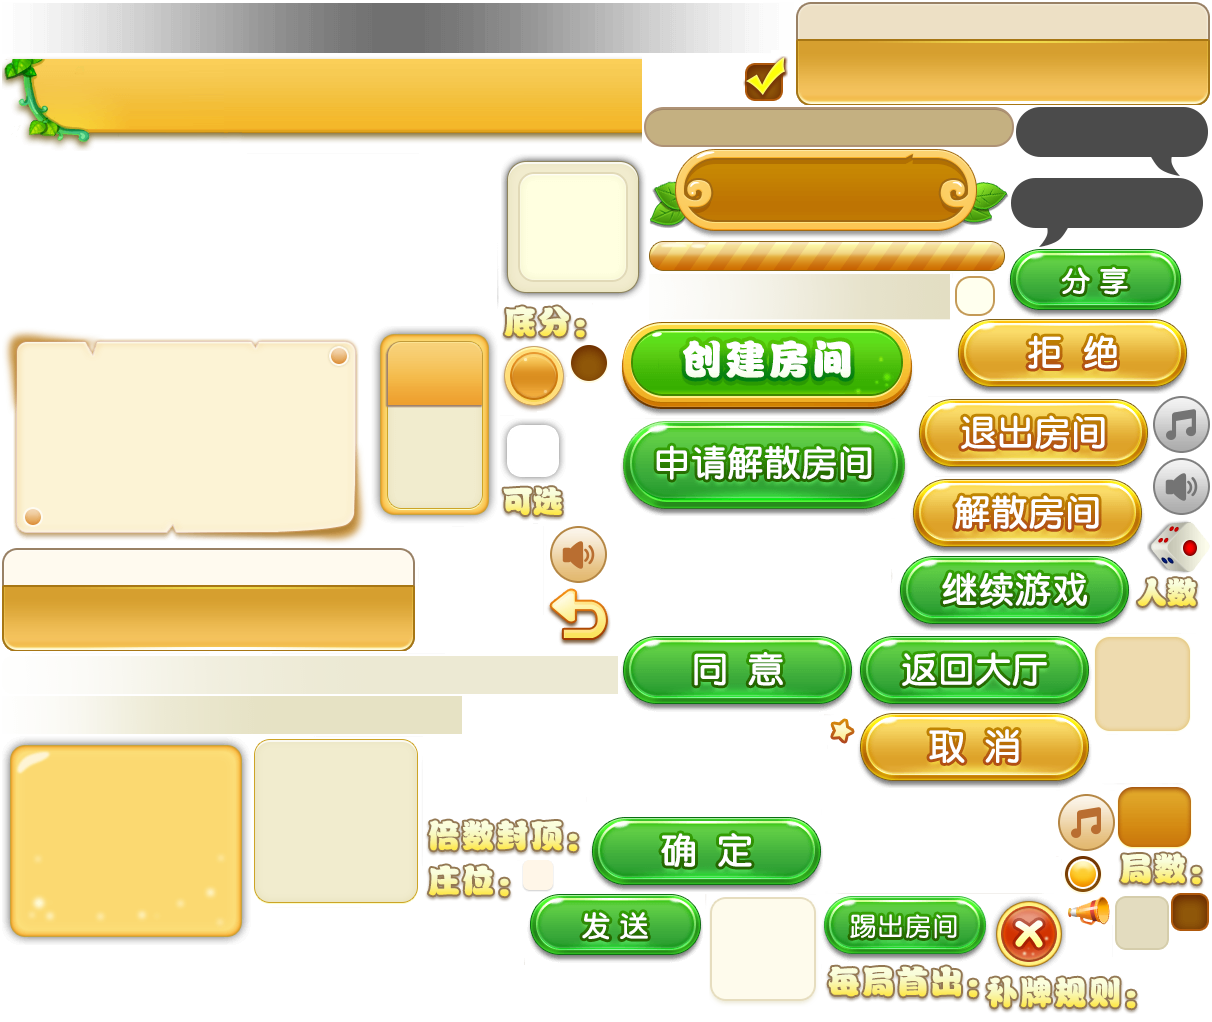 分享
底分：
创建房间
拒绝
退出房间
申请解散房间
可选
解散房间
继续游戏
人数
同意
返回大厅
取消
倍数封顶：
确定
局数：
庄位：
发送
踢出房间
每局首出：
补牌规则：